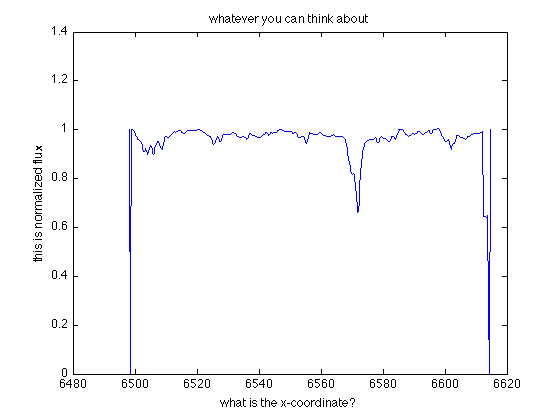 whatever you can think about
1.4
1.2
1
0.8
0.6
0.4
0.2
0
this is normalized flux
6480 6500 6520 6540 6560 6580 6600 6620
what is the x-coordinate?